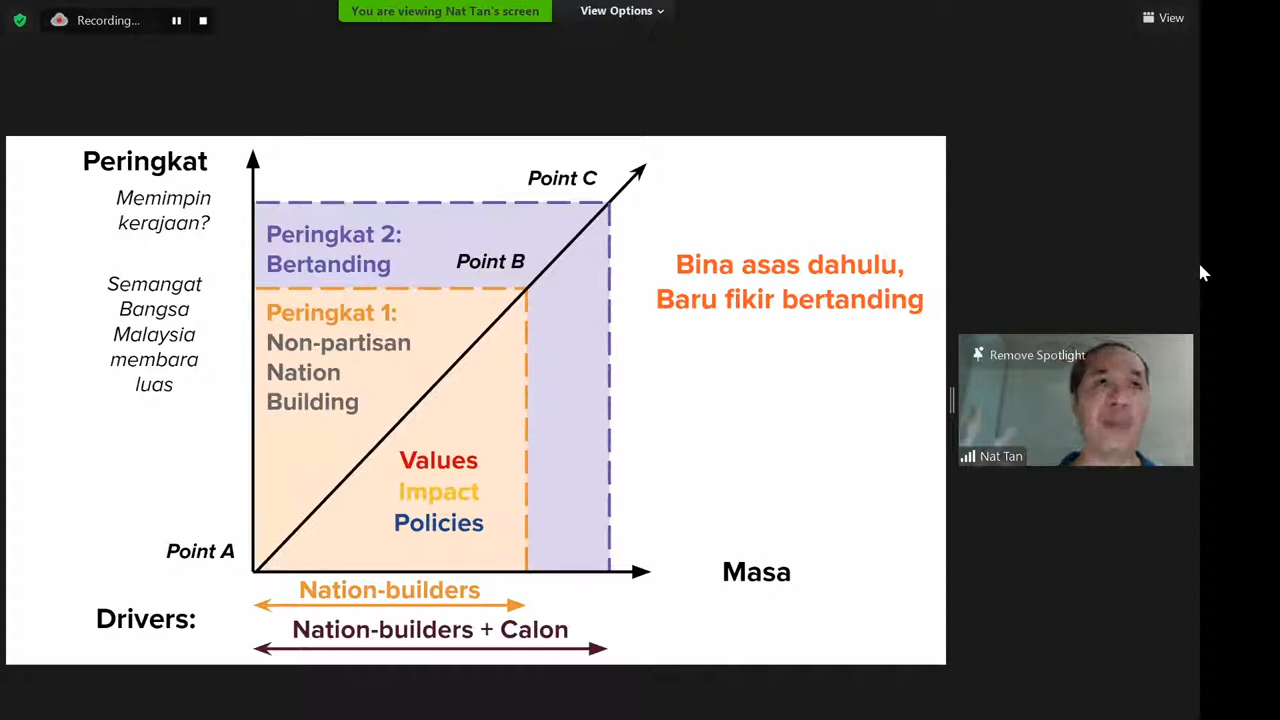 Recording...
You are viewing Nat Tan's screen
View Options
View
Peringkat
Memimpin
kerajaan?
Semangat
Bangsa
Malaysia
membara
luas
Point C
Peringkat 2:
Bertanding
Point B
Peringkat 1:
Non-partisan
Nation
Building
Values
Impact
Policies
Point A
Masa
Nation-builders
Drivers:
Nation-builders + Calon
Bina asas dahulu,
Baru fikir bertanding
Remove Spotlight
Nat Tan